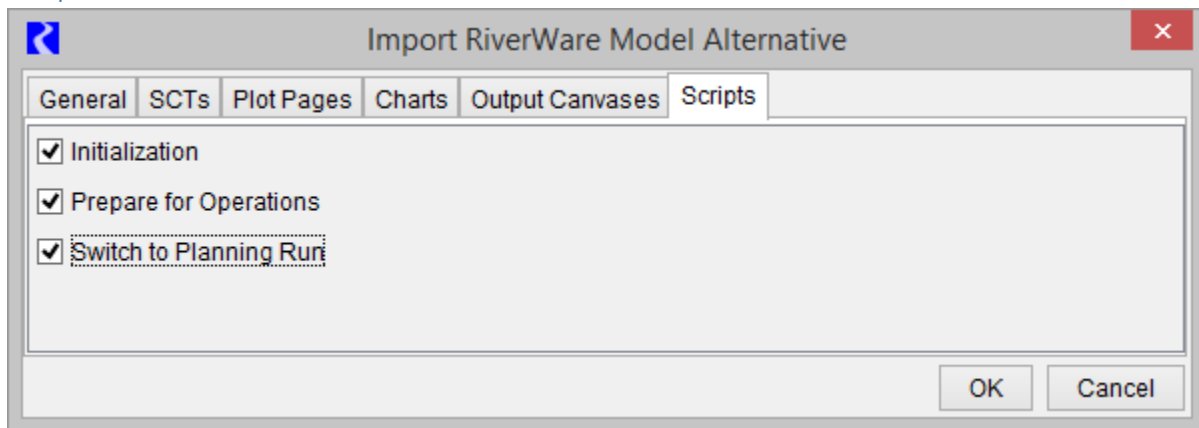 Import RiverWare Model Alternative
General SCTs Plot Pages Charts Output Canvases Scripts
Initialization
Prepare for Operations
Switch to Planning Run
OK Cancel